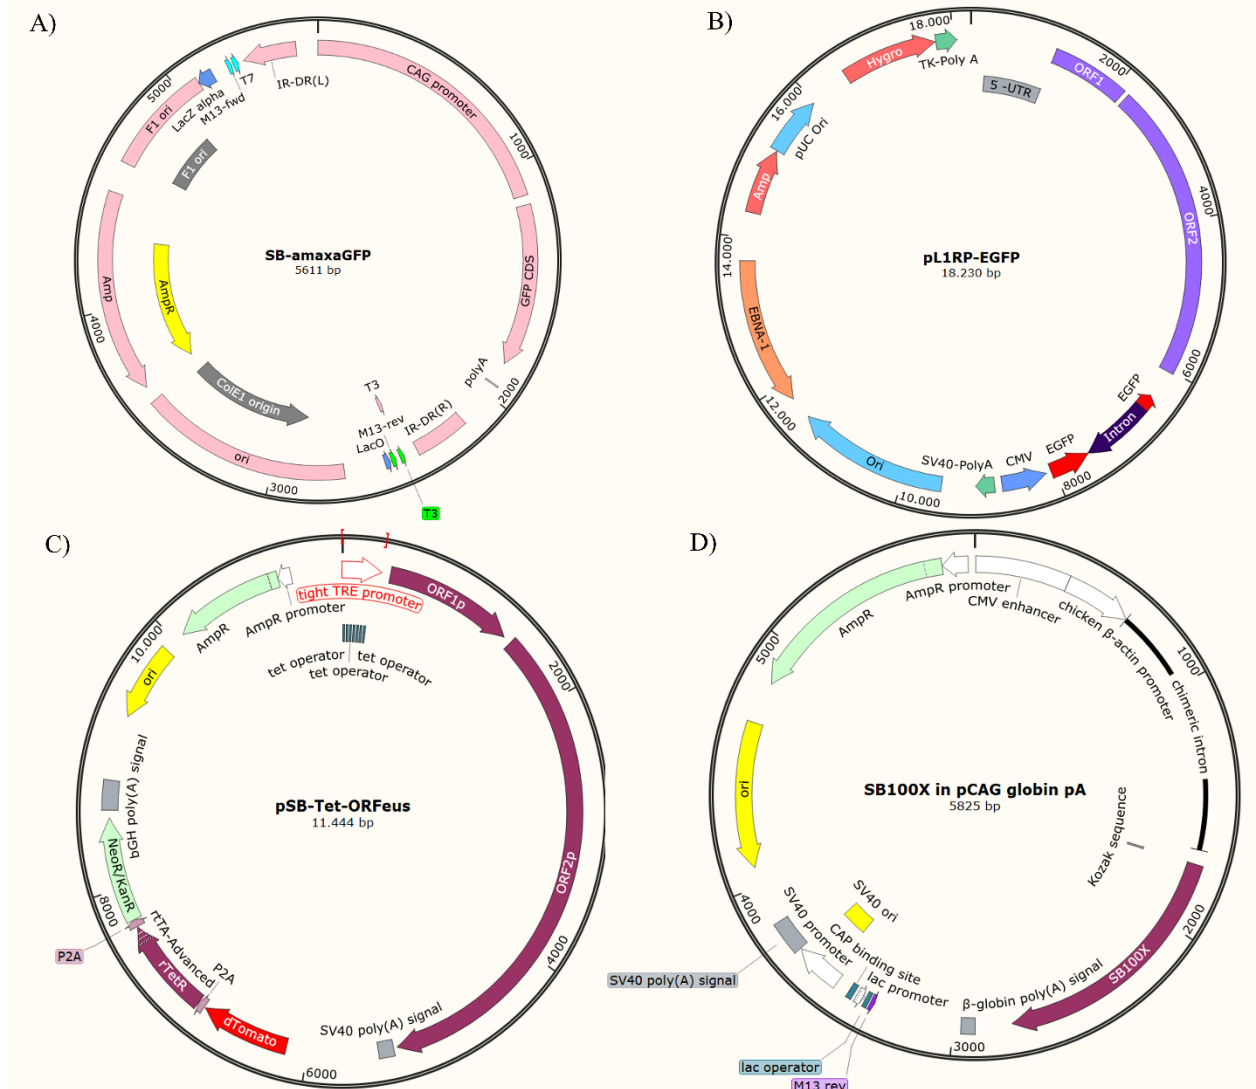 A)
SB-amaxaGFP
5611 bp
CAG promoter
1000
GFP CDS
polyA
2000
IR-DR(R)
T3
M13-rev
LacO
T3
3000
ori
ColE1 origin
4000
Amp
AmpR
F1 ori
F1 ori
5000
LacZ alpha
M13-fwd
T7
IR-DR(L)
B)
pL1RP-EGFP
18.230 bp
18.000
Hygro
TK-Poly A
5 -UTR
ORF1
2000
4000
ORF2
6000
EGFP
Intron
EGFP
8000
CMV
SV40-PolyA
10.000
Ori
12.000
EBNA-1
14.000
Amp
pUC Ori
16.000
C)
pSB-Tet-ORFeus
11.444 bp
tight TRE promoter
tet operator
tet operator
tet operator
ORF1p
2000
ORF2p
4000
SV40 poly(A) signal
6000
dTomato
P2A
rTetR
rtTA-Advanced
P2A
8000
NeoR/KanR
bGH poly(A) signal
ori
10.000
AmpR
AmpR promoter
D)
SB100X in pCAG globin pA
5825 bp
AmpR promoter
CMV enhancer
chicken β-actin promoter
1000
chimeric intron
Kozak sequence
2000
SB100X
β-globin poly(A) signal
3000
M13 rev
lac operator
lac promoter
CAP binding site
SV40 promoter
SV40 ori
SV40 poly(A) signal
4000
ori
5000
AmpR